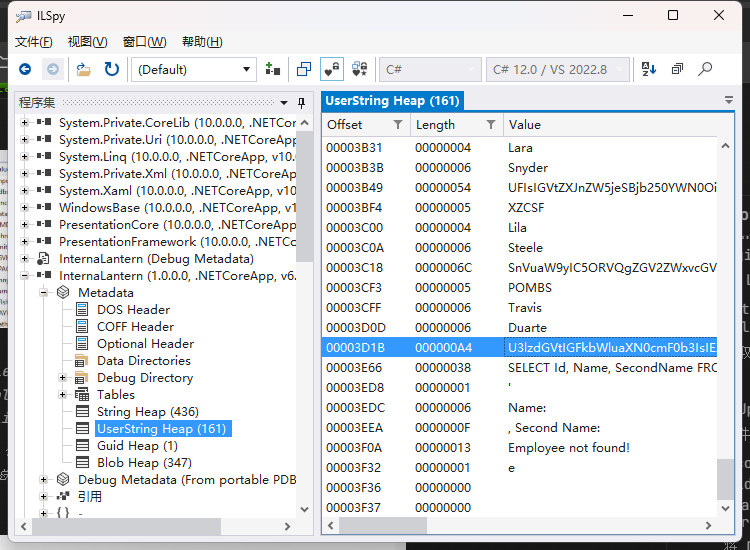 ILSpy
文件(F) 视图(V) 窗口(W) 帮助(H)
(Default) C# C# 12.0 / VS 2022.8
程序集
System.Private.CoreLib (10.0.0.0, .NETCor
System.Private.Uri (10.0.0.0, .NETCoreApp
System.Linq (10.0.0.0, .NETCoreApp, v10.
System.Private.Xml (10.0.0.0, .NETCoreA
System.Xaml (10.0.0.0, .NETCoreApp, v10
WindowsBase (10.0.0.0, .NETCoreApp, v1
PresentationCore (10.0.0.0, .NETCoreApp
PresentationFramework (10.0.0.0, .NETCo
InternaLantern (Debug Metadata)
InternaLantern (1.0.0.0, .NETCoreApp, v6.
Metadata
DOS Header
COFF Header
Optional Header
Data Directories
Debug Directory
Tables
String Heap (436)
UserString Heap (161)
Guid Heap (1)
Blob Heap (347)
Debug Metadata (From portable PDB
引用
{ } -
UserString Heap (161)
Offset Length Value
00003B31 00000004 Lara
00003B3B 00000006 Snyder
00003B49 00000054 UFIsIGVtZXJnZW5jeSBjb250YWN0Oi
00003BF4 00000005 XZCSF
00003C00 00000004 Lila
00003C0A 00000006 Steele
00003C18 0000006C SnVuaW9yIC5ORVQgZGV2ZWxvcGV
00003CF3 00000005 POMBS
00003CFF 00000006 Travis
00003D0D 00000006 Duarte
00003D1B 000000A4 U3lzdGVtIGFkbWluaXN0cmF0b3IsIE
00003E66 00000038 SELECT Id, Name, SecondName FRO
00003ED8 00000001 '
00003EDC 00000006 Name:
00003EEA 0000000F , Second Name:
00003F0A 00000013 Employee not found!
00003F32 00000001 e
00003F36 00000000
00003F37 00000000